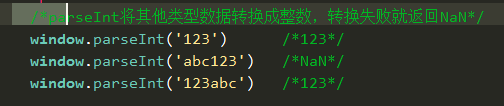 /*parseInt将其他类型数据转换成整数，转换失败就返回NaN*/
window.parseInt('123')      /*123*/
window.parseInt('abc123')   /*NaN*/
window.parseInt('123abc')   /*123*/